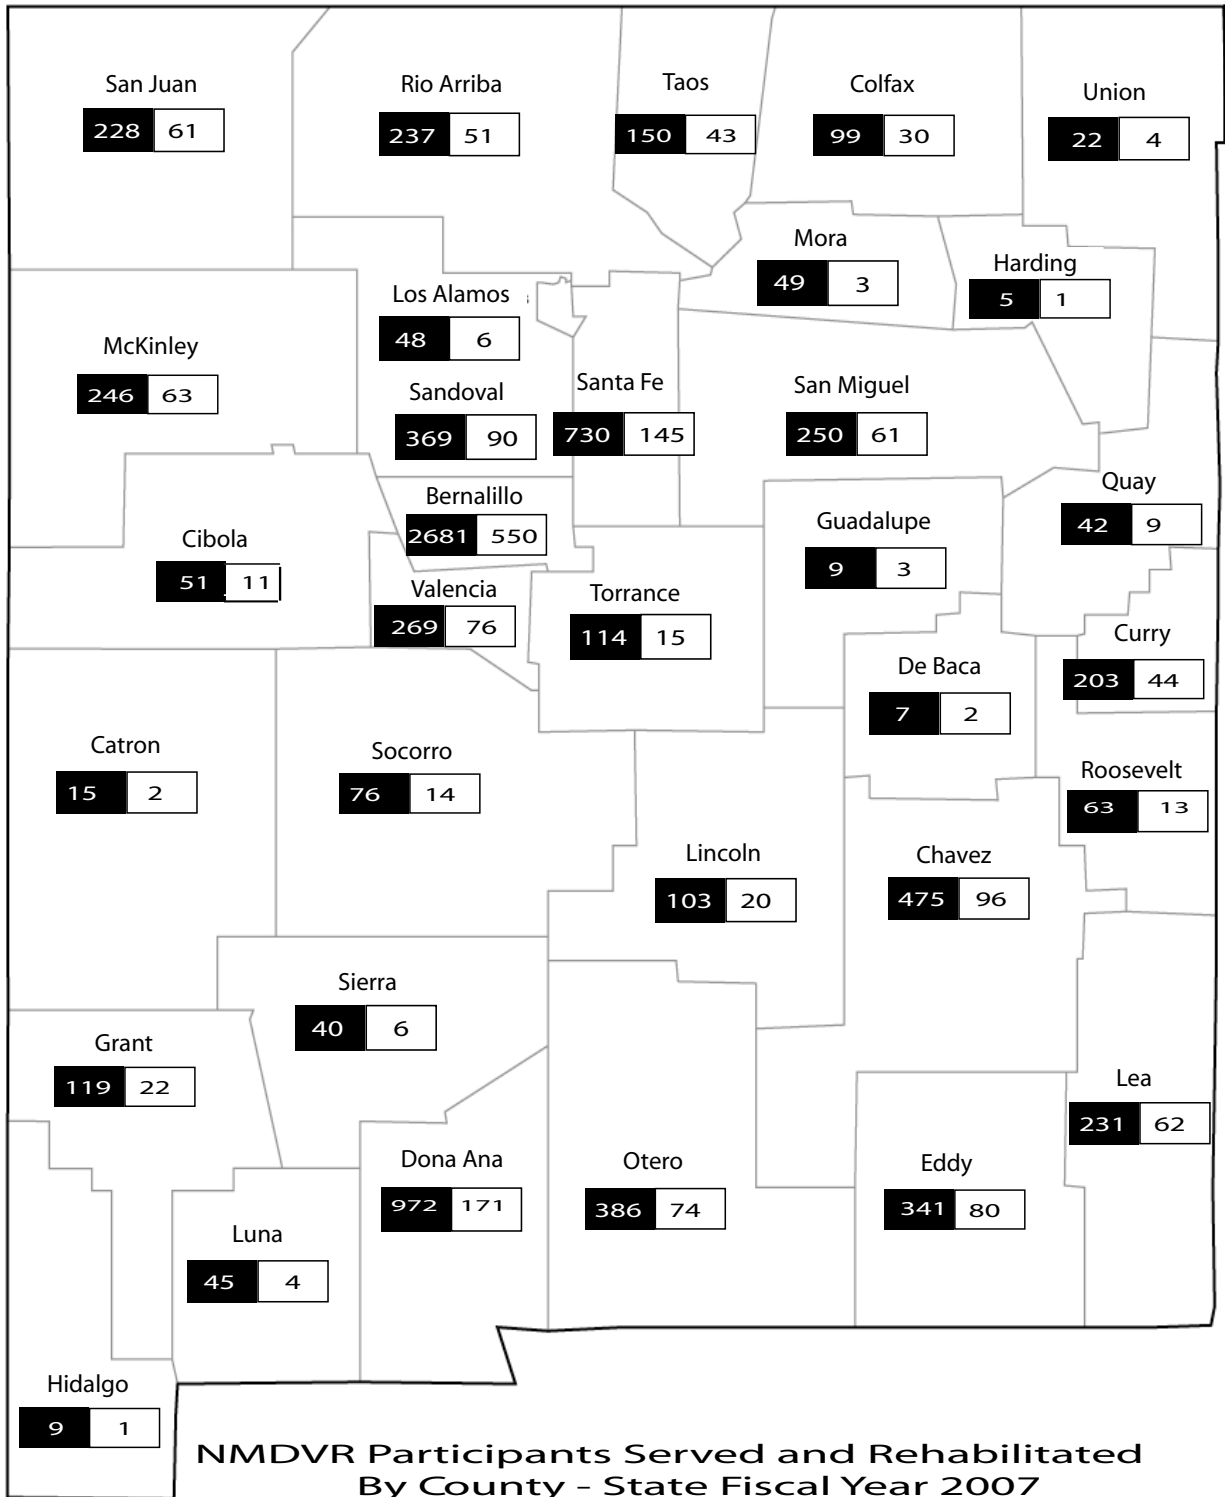 San Juan
228 61
Rio Arriba
237 51
Taos
150 43
Colfax
99 30
Union
22 4
Mora
49 3
Harding
5 1
Los Alamos
48 6
McKinley
246 63
Sandoval
369 90
Santa Fe
730 145
San Miguel
250 61
Quay
42 9
Bernalillo
2681 550
Guadalupe
9 3
Cibola
51 11
Valencia
269 76
Torrance
114 15
Curry
203 44
De Baca
7 2
Catron
15 2
Socorro
76 14
Roosevelt
63 13
Lincoln
103 20
Chavez
475 96
Sierra
40 6
Grant
119 22
Lea
231 62
Dona Ana
972 171
Otero
386 74
Eddy
341 80
Luna
45 4
Hidalgo
9 1
NMDVR Participants Served and Rehabilitated
By County - State Fiscal Year 2007